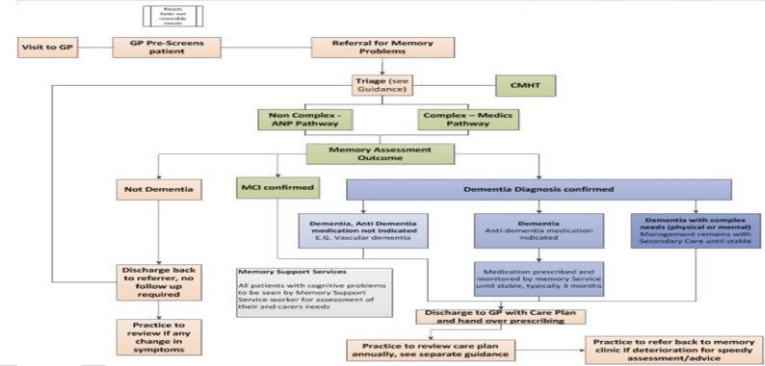 Bloods
reversible
causes
Visit to GP
GP Pre-Screens
patient
Referral for Memory
Problems
Triage (see
Guidance)
CMHT
Non Complex -
ANP Pathway
Complex – Medics
Pathway
Memory Assessment
Outcome
Not Dementia
MCI confirmed
Dementia Diagnosis confirmed
Dementia, Anti Dementia
medication not indicated
E.G. Vascular dementia
Dementia
Anti-dementia medication
indicated
Dementia with complex
needs (physical or mental)
Management remains with
Secondary Care until stable
Discharge back
to referrer, no
follow up
required
Memory Support Services
All patients with cognitive problems
to be seen by Memory Support
Service worker for assessment of
their and carers needs
Medication prescribed and
monitored by memory Service
until stable, typically 3 months
Discharge to GP with Care Plan
and hand over prescribing
Practice to
review if any
change in
symptoms
Practice to review care plan
annually, see separate guidance
Practice to refer back to memory
clinic if deterioration for speedy
assessment/advice